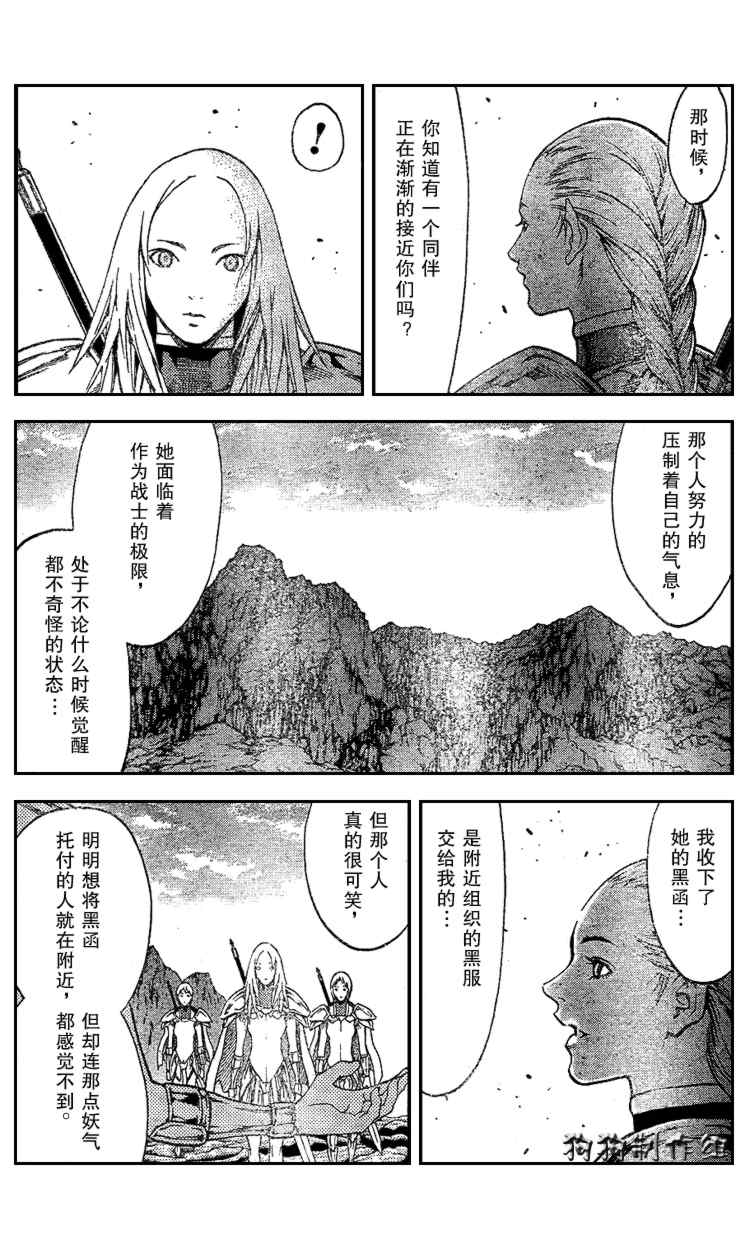 那时候，
你知道有一个同伴
正在渐渐的接近你们吗？
！
那个人努力的
压制着自己的气息，
她面临着
作为战士的极限，
处于不论什么时候觉醒
都不奇怪的状态…
我收下了
她的黑函…
是附近组织的黑服
交给我的…
但那个人
真的很可笑，
明明想将黑函
托付的人就在附近，
但却连那点妖气
都感觉不到。
狗狗制作组